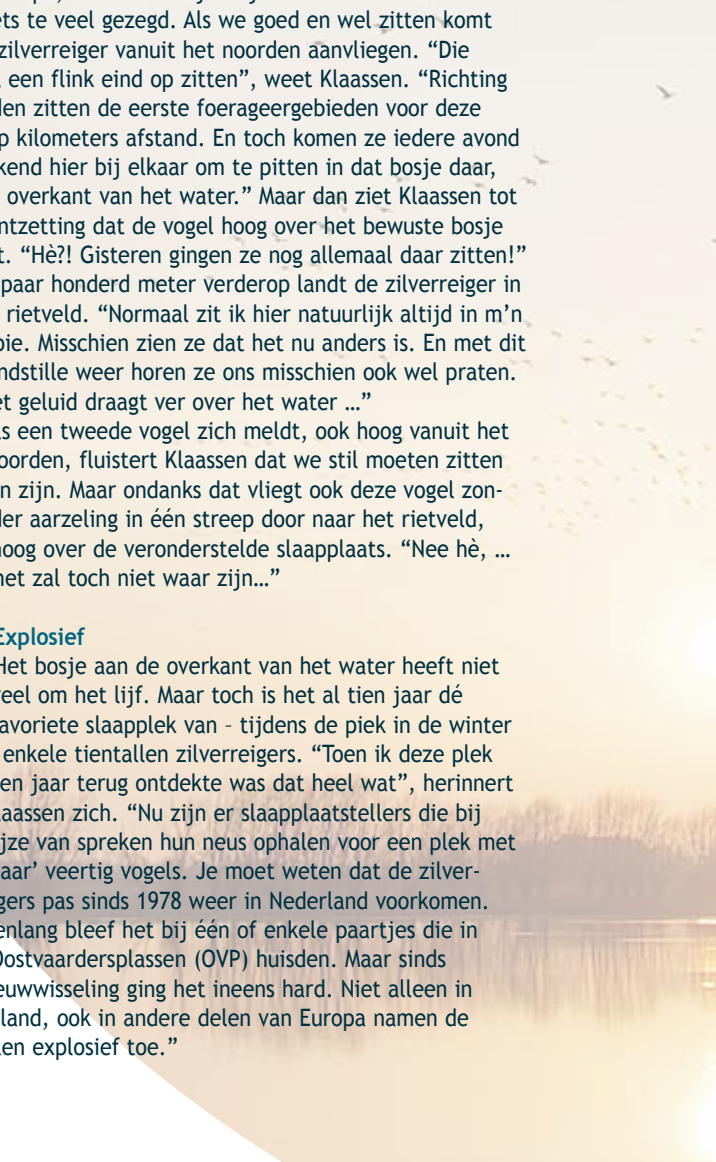 ets te veel gezegd. Als we goed en wel zitten komt
zilverreiger vanuit het noorden aanvliegen. “Die
een flink eind op zitten”, weet Klaassen. “Richting
den zitten de eerste foerageergebieden voor deze
p kilometers afstand. En toch komen ze iedere avond
kend hier bij elkaar om te pitten in dat bosje daar,
overkant van het water.” Maar dan ziet Klaassen tot
ntzetting dat de vogel hoog over het bewuste bosje
t. “Hè?! Gisteren gingen ze nog allemaal daar zitten!”
paar honderd meter verderop landt de zilverreiger in
rietveld. “Normaal zit ik hier natuurlijk altijd in m’n
pie. Misschien zien ze dat het nu anders is. En met dit
ndstille weer horen ze ons misschien ook wel praten.
et geluid draagt ver over het water …”
ls een tweede vogel zich meldt, ook hoog vanuit het
oorden, fluistert Klaassen dat we stil moeten zitten
n zijn. Maar ondanks dat vliegt ook deze vogel zon-
der aarzeling in één streep door naar het rietveld,
hoog over de veronderstelde slaapplaats. “Nee hè, …
het zal toch niet waar zijn…”
Explosief
Het bosje aan de overkant van het water heeft niet
veel om het lijf. Maar toch is het al tien jaar dé
favoriete slaapplek van – tijdens de piek in de winter
enkele tientallen zilverreigers. “Toen ik deze plek
ien jaar terug ontdekte was dat heel wat”, herinnert
laassen zich. “Nu zijn er slaapplaatstellers die bij
ijze van spreken hun neus ophalen voor een plek met
aar’ veertig vogels. Je moet weten dat de zilver-
gers pas sinds 1978 weer in Nederland voorkomen.
enlang bleef het bij één of enkele paartjes die in
Oostvaardersplassen (OVP) huisden. Maar sinds
euwwisseling ging het ineens hard. Niet alleen in
land, ook in andere delen van Europa namen de
len explosief toe.”